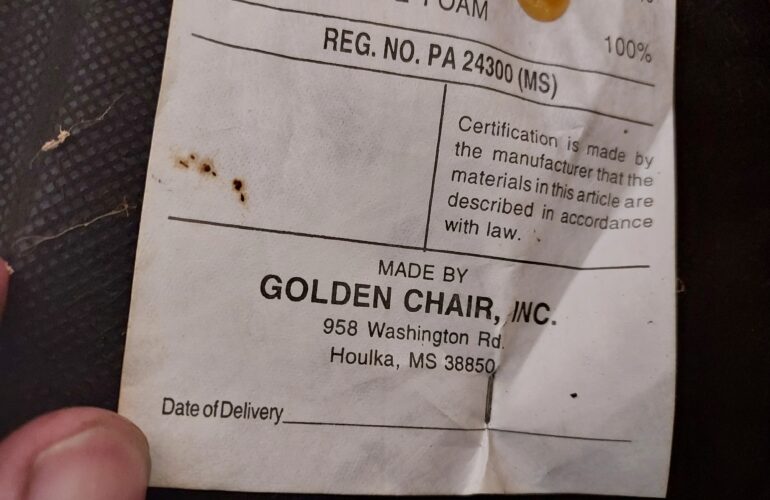 FOAM
100%
REG. NO. PA 24300 (MS)
Certification is made by
the manufacturer that the
materials in this article are
described in accordance
with law.
MADE BY
GOLDEN CHAIR, INC.
958 Washington Rd.
Houlka, MS 38850
Date of Delivery